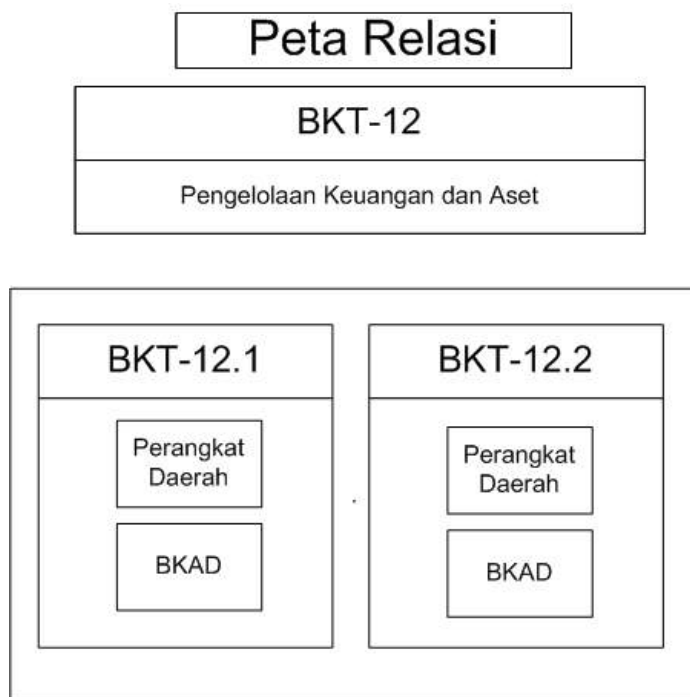 Peta Relasi
BKT-12
Pengelolaan Keuangan dan Aset
BKT-12.1
Perangkat
Daerah
BKAD
BKT-12.2
Perangkat
Daerah
BKAD